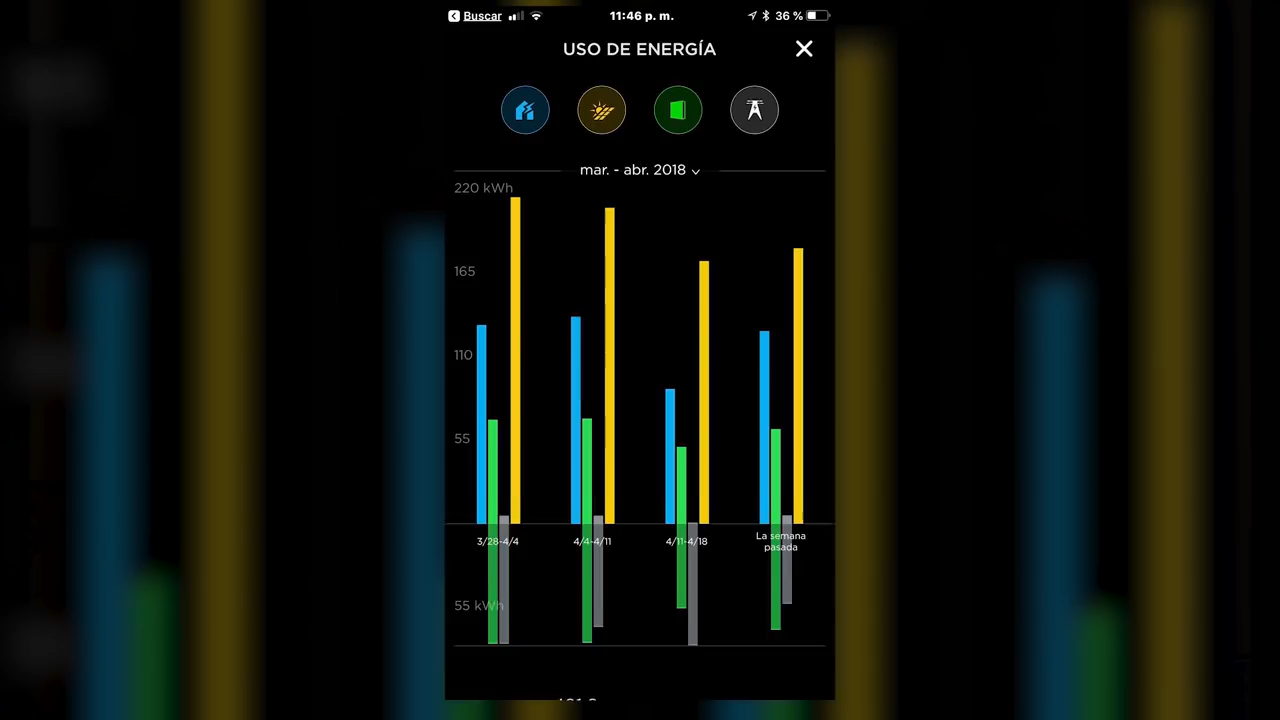 Buscar
11:46 p. m.
36 %
USO DE ENERGÍA
mar. - abr. 2018
220 kWh
165
110
55
3/28-4/4
4/4-4/11
4/11-4/18
La semana
pasada
55 kWh